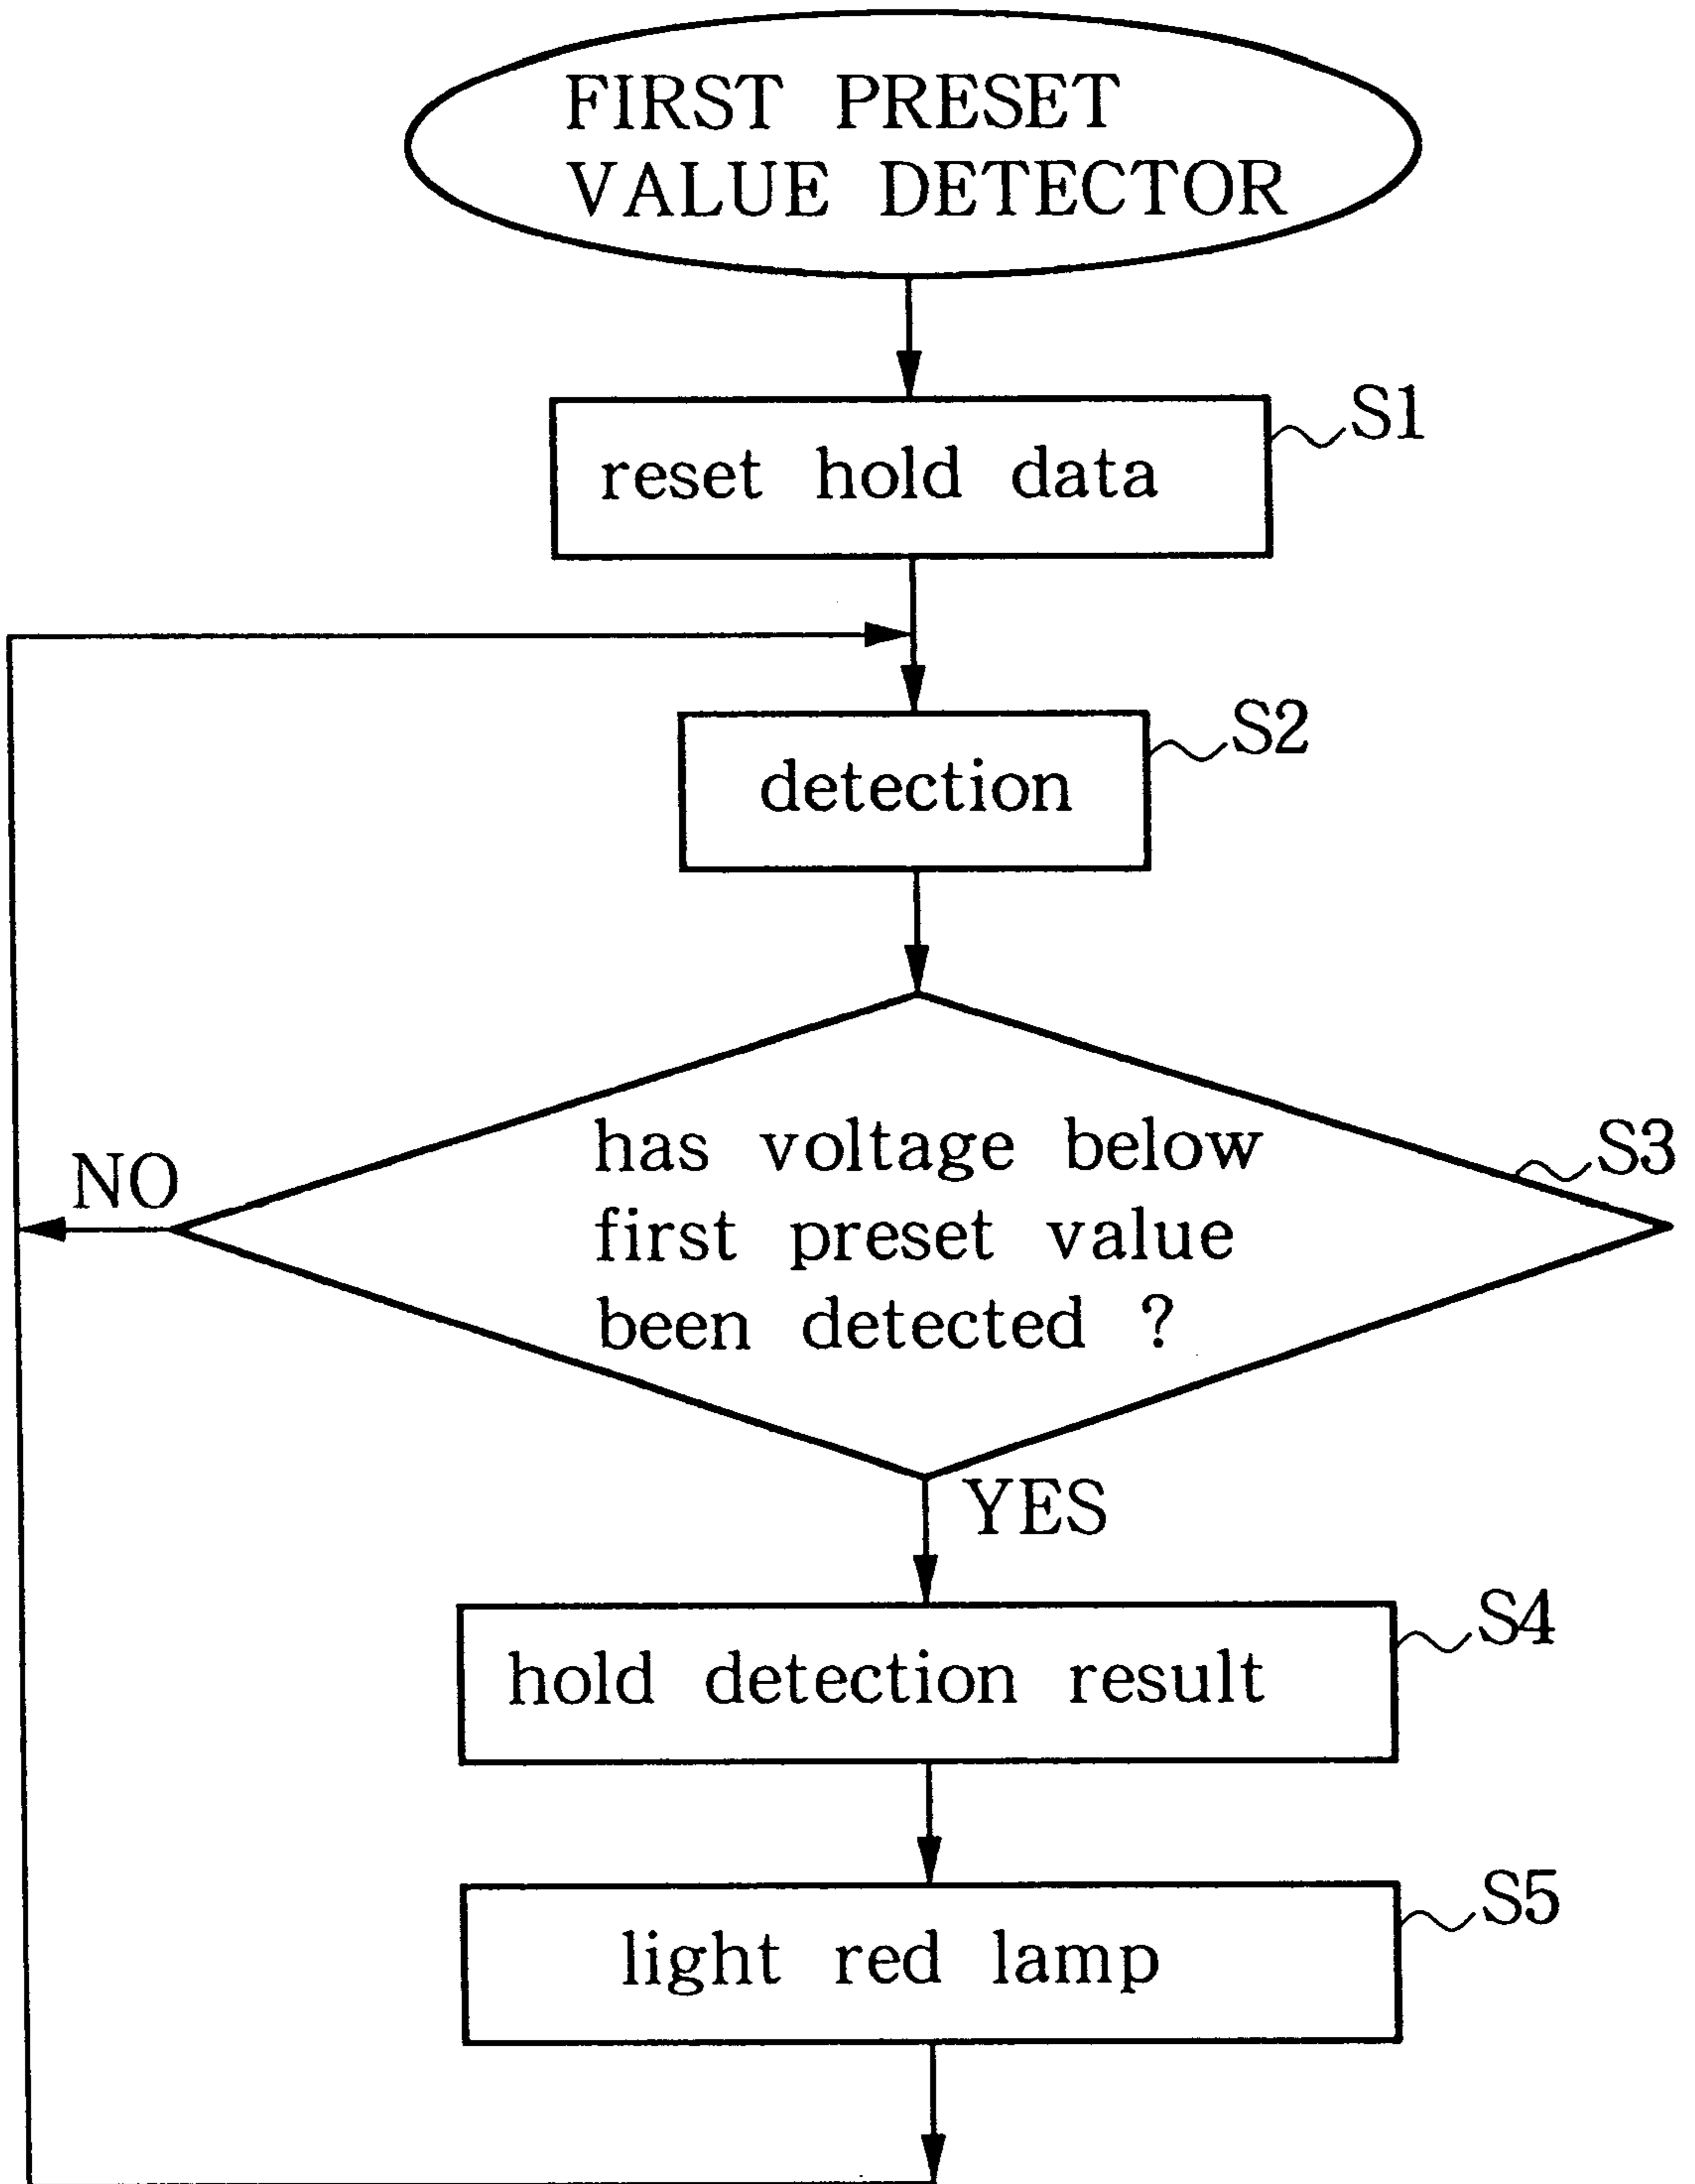 FIRST PRESET
VALUE DETECTOR
S1
reset hold data
S2
detection
S3
has voltage below
first preset value
been detected ?
NO
YES
S4
hold detection result
S5
light red lamp